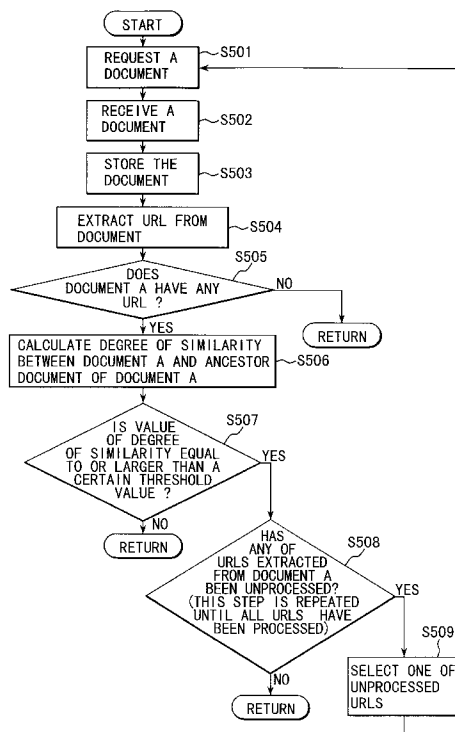 START
REQUEST A
DOCUMENT
S501
RECEIVE A
DOCUMENT
S502
STORE THE
DOCUMENT
S503
EXTRACT URL FROM
DOCUMENT
S504
DOES
DOCUMENT A HAVE ANY
URL ?
S505
NO
RETURN
YES
CALCULATE DEGREE OF SIMILARITY
BETWEEN DOCUMENT A AND ANCESTOR
DOCUMENT OF DOCUMENT A
S506
IS VALUE
OF DEGREE
OF SIMILARITY EQUAL
TO OR LARGER THAN A
CERTAIN THRESHOLD
VALUE ?
S507
YES
NO
RETURN
HAS
ANY OF
URLS EXTRACTED
FROM DOCUMENT A
BEEN UNPROCESSED?
(THIS STEP IS REPEATED
UNTIL ALL URLS HAVE
BEEN PROCESSED)
S508
YES
NO
RETURN
S509
SELECT ONE OF
UNPROCESSED
URLS